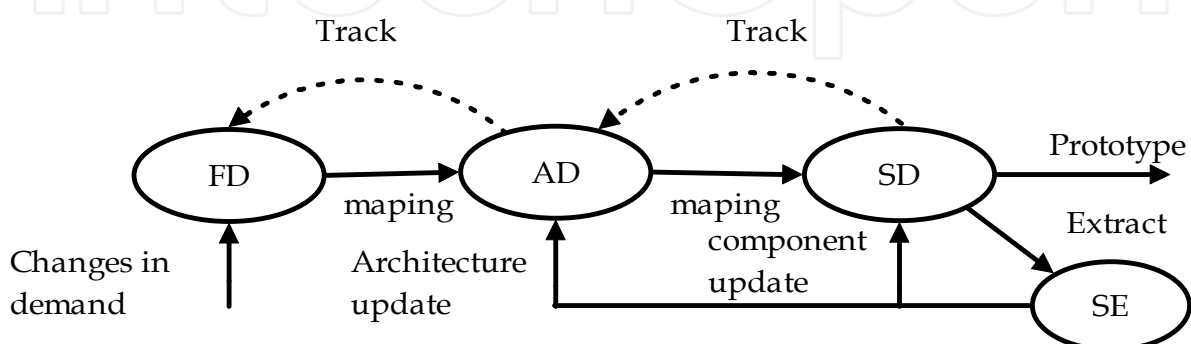 Track
Track
FD
AD
SD
Prototype
maping
maping
Extract
Changes in
demand
Architecture
update
component
update
SE